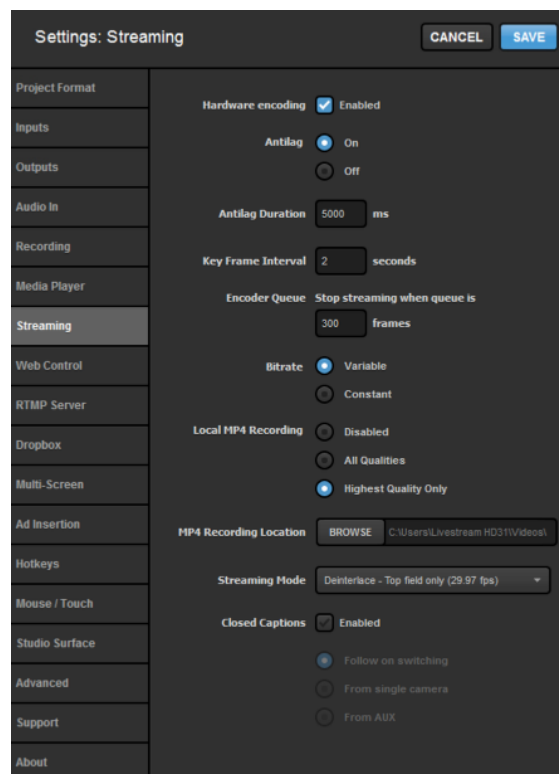 Settings: Streaming
CANCEL
SAVE
Project Format
Inputs
Outputs
Audio In
Recording
Media Player
Streaming
Web Control
RTMP Server
Dropbox
Multi-Screen
Ad Insertion
Hotkeys
Mouse / Touch
Studio Surface
Advanced
Support
About
Hardware encoding Enabled
Antilag On
Off
Antilag Duration 5000 ms
Key Frame Interval 2 seconds
Encoder Queue Stop streaming when queue is
300 frames
Bitrate Variable
Constant
Local MP4 Recording Disabled
All Qualities
Highest Quality Only
MP4 Recording Location BROWSE C:\Users\Livestream HD31\Videos\
Streaming Mode Deinterlace - Top field only (29.97 fps)
Closed Captions Enabled
Follow on switching
From single camera
From AUX